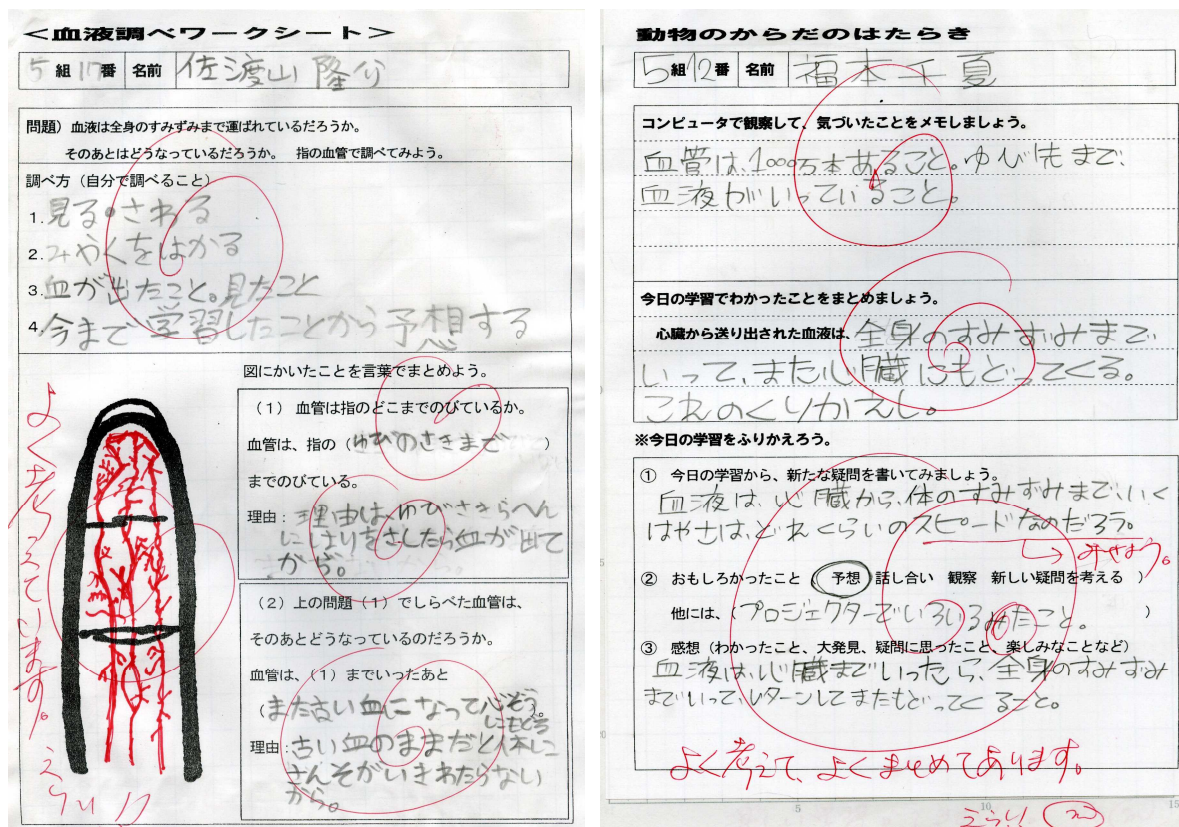 ＜血液調べワークシート＞
5組17番 名前 佐渡山 隆
問題）血液は全身のすみずみまで運ばれているだろうか。
そのあとはどうなっているだろうか。 指の血管で調べてみよう。
調べ方（自分で調べること）
1.見る。さわる
2.みやくをはかる
3.血が出たこと。見たこと
4.今まで学習したことから予想する
図にかいたことを言葉でまとめよう。
（1）血管は指のどこまでのびているか。
血管は、指の（ゆびのさきまで ）
までのびている。
理由：理由は、ゆびさきらへん
にはりをさしたら血が出て
から。
（2）上の問題（1）でしらべた血管は、
そのあとどうなっているのだろうか。
血管は、（1）までいったあと
（また古い血になって心ぞう
にもどる）。
理由：古い血のままだと体に
さんそがいきわたらない
から。
よく考えています。
えらい
動物のからだのはたらき
5組12番 名前 福本千夏
コンピュータで観察して、気づいたことをメモしましょう。
血管は、1000万本あること。ゆび先まで、
血液がいっていること。
今日の学習でわかったことをまとめましょう。
心臓から送り出された血液は、全身のすみずみまで
いって、また心臓にもどってくる。
これのくりかえし。
※今日の学習をふりかえろう。
① 今日の学習から、新たな疑問を書いてみましょう。
血液は、心臓から、体のすみずみまで、いく
はやさは、どれくらいのスピードなのだろう。
② おもしろかったこと（ 予想 話し合い 観察 新しい疑問を考える ）
他には、（プロジェクターでいろいろみたこと。 ）
③ 感想（わかったこと、大発見、疑問に思ったこと、楽しみなことなど）
血液は、心臓までいったら、全身のすみずみ
までいって、Uターンしてまたもどってくること。
よく考えて、よくまとめてあります。
えらい
5 10 15